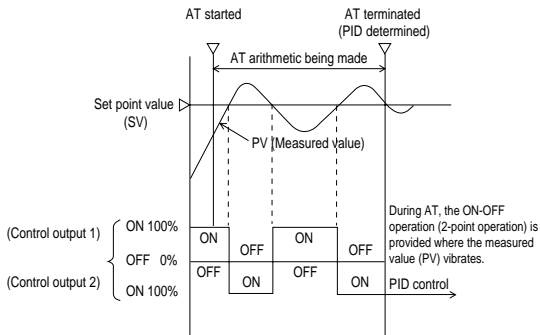 AT started
AT terminated
(PID determined)
AT arithmetic being made
Set point value
(SV)
PV (Measured value)
(Control output 1)
ON 100%
ON
OFF
ON
OFF
OFF 0%
OFF
ON
OFF
ON
(Control output 2)
ON 100%
PID control
During AT, the ON-OFF
operation (2-point operation) is
provided where the measured
value (PV) vibrates.